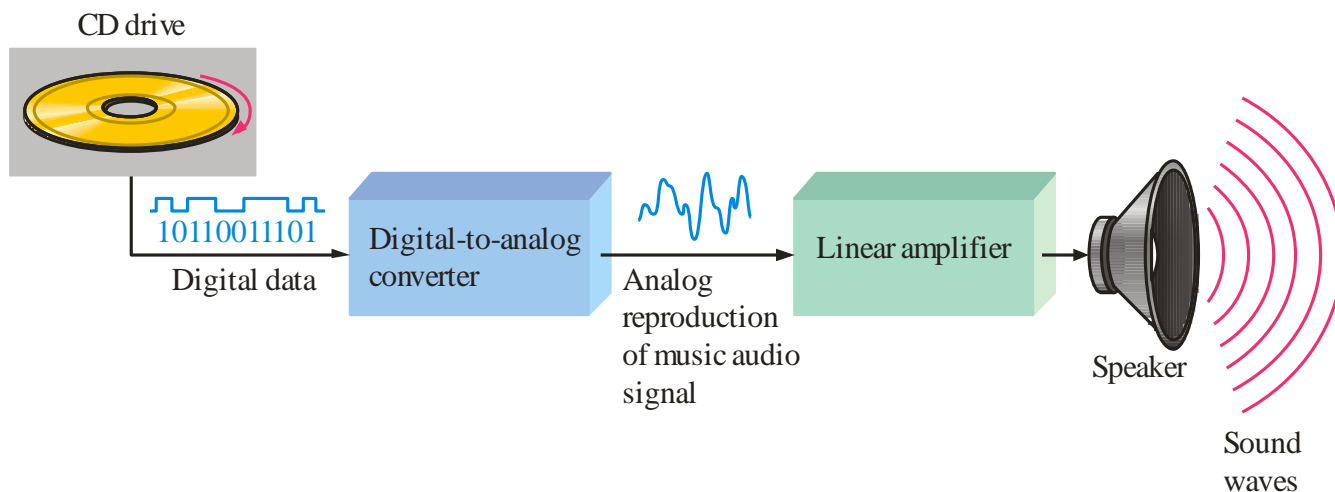 CD drive
10110011101
Digital data
Digital-to-analog
converter
Analog
reproduction
of music audio
signal
Linear amplifier
Speaker
Sound
waves